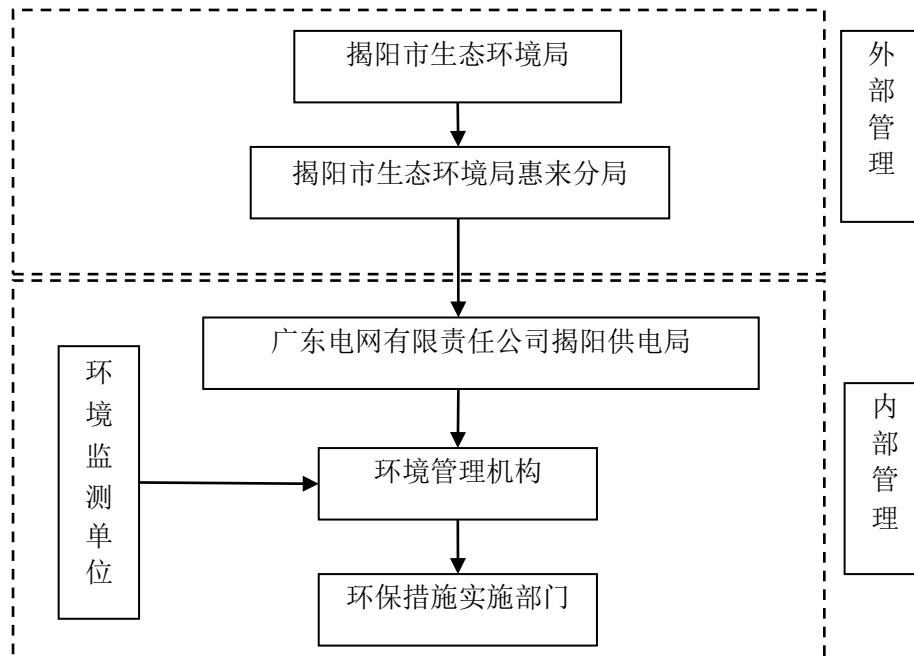 揭阳市生态环境局
外部管理
揭阳市生态环境局惠来分局
广东电网有限责任公司揭阳供电局
环境监测单位
内部管理
环境管理机构
环保措施实施部门